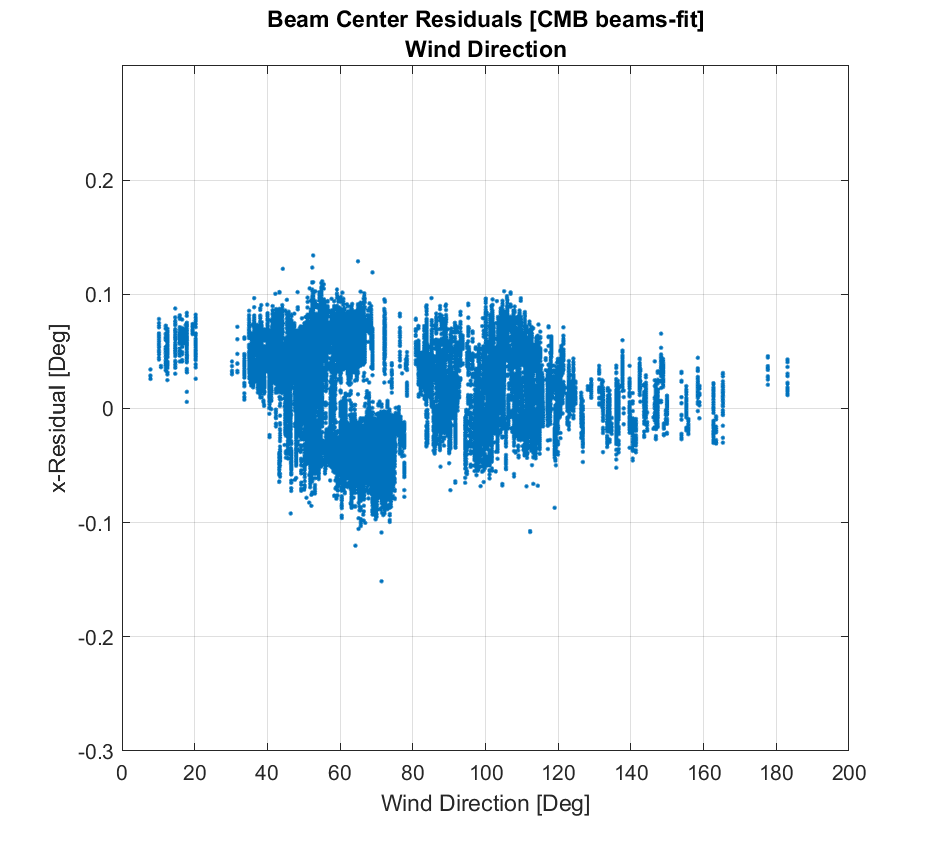 Beam Center Residuals [CMB beams-fit]
Wind Direction
0.2
0.1
0
-0.1
-0.2
-0.3
x-Residual [Deg]
0 20 40 60 80 100 120 140 160 180 200
Wind Direction [Deg]